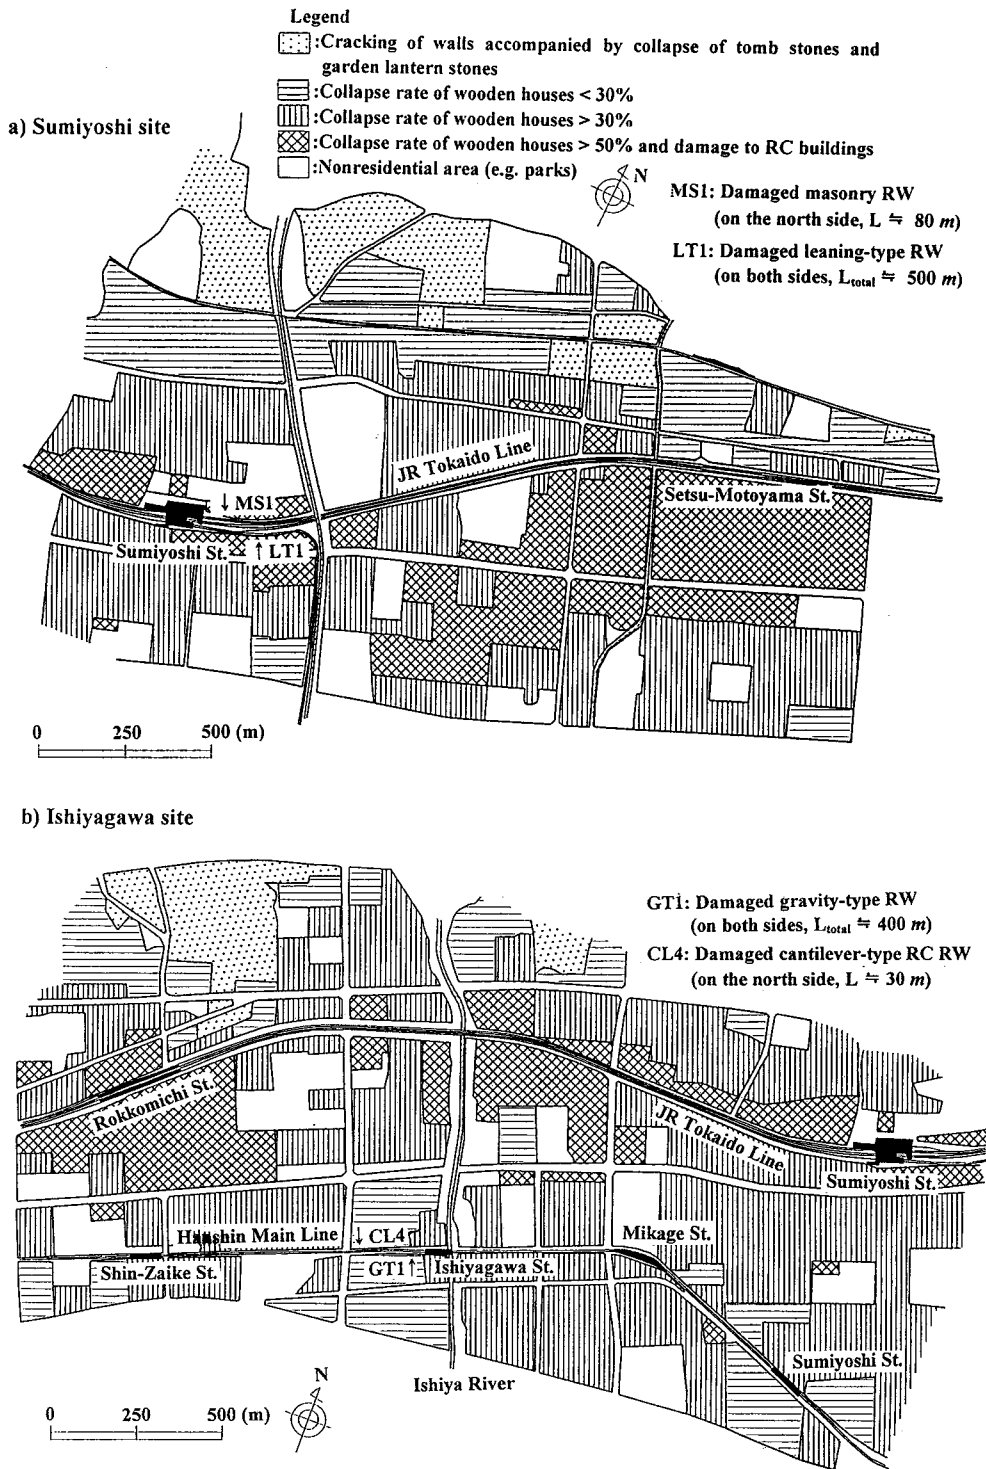 Legend
:Cracking of walls accompanied by collapse of tomb stones and
garden lantern stones
:Collapse rate of wooden houses < 30%
:Collapse rate of wooden houses > 30%
:Collapse rate of wooden houses > 50% and damage to RC buildings
:Nonresidential area (e.g. parks)
a) Sumiyoshi site
N
MS1: Damaged masonry RW
(on the north side, L ≒ 80 m)
LT1: Damaged leaning-type RW
(on both sides, Ltotal ≒ 500 m)
JR Tokaido Line
Setsu-Motoyama St.
↓ MS1
Sumiyoshi St.
↑ LT1
0 250 500 (m)
b) Ishiyagawa site
GT1: Damaged gravity-type RW
(on both sides, Ltotal ≒ 400 m)
CL4: Damaged cantilever-type RC RW
(on the north side, L ≒ 30 m)
Rokkomichi St.
JR Tokaido Line
Sumiyoshi St.
Hanshin Main Line
↓ CL4
Mikage St.
Shin-Zaike St.
GT1↑
Ishiyagawa St.
Sumiyoshi St.
Ishiya River
N
0 250 500 (m)